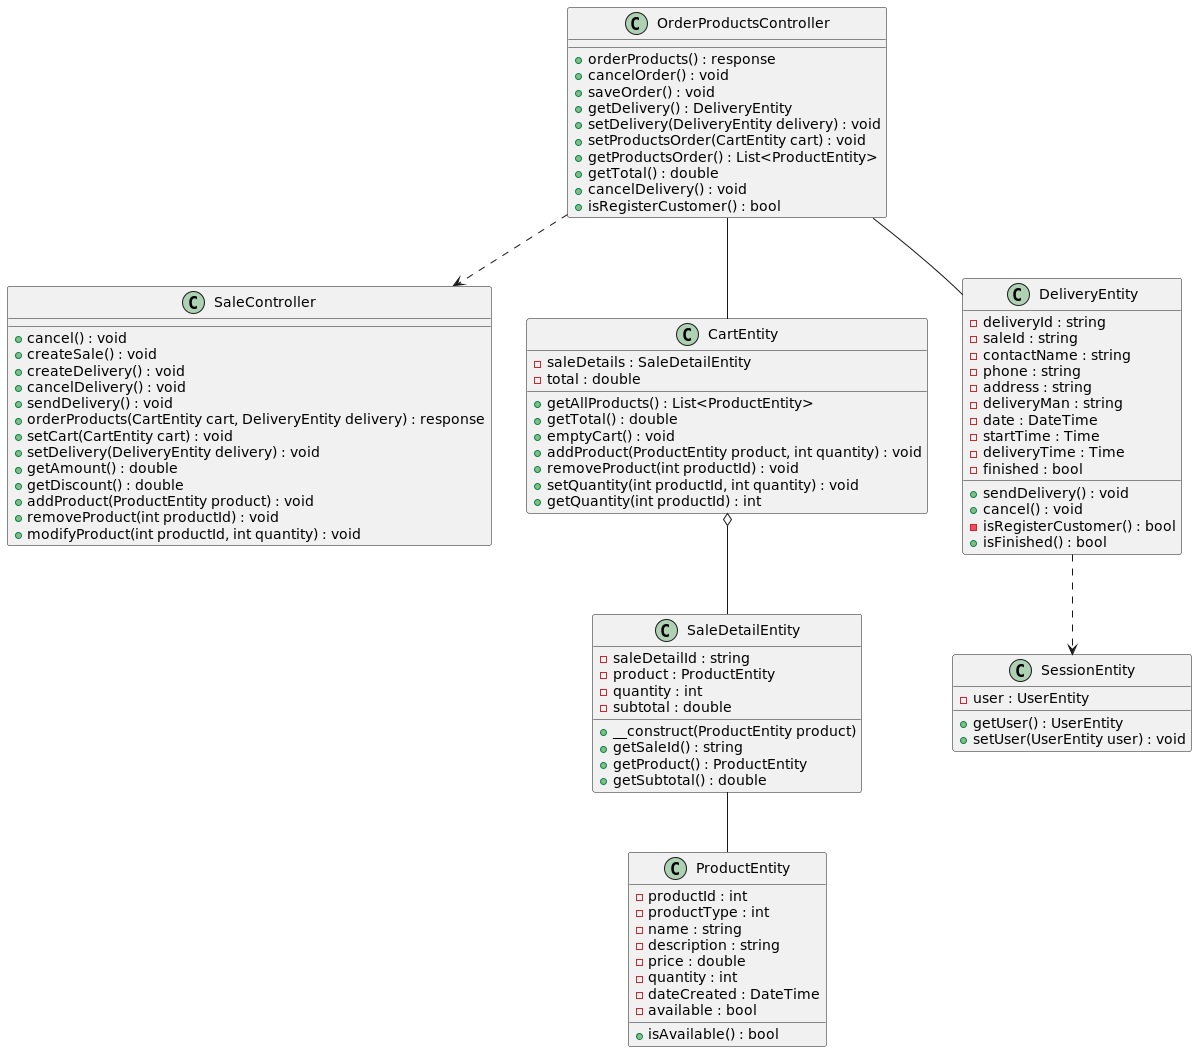 OrderProductsController
orderProducts() : response
cancelOrder() : void
saveOrder() : void
getDelivery() : DeliveryEntity
setDelivery(DeliveryEntity delivery) : void
setProductsOrder(CartEntity cart) : void
getProductsOrder() : List<ProductEntity>
getTotal() : double
cancelDelivery() : void
isRegisterCustomer() : bool
SaleController
cancel() : void
createSale() : void
createDelivery() : void
cancelDelivery() : void
sendDelivery() : void
orderProducts(CartEntity cart, DeliveryEntity delivery) : response
setCart(CartEntity cart) : void
setDelivery(DeliveryEntity delivery) : void
getAmount() : double
getDiscount() : double
addProduct(ProductEntity product) : void
removeProduct(int productId) : void
modifyProduct(int productId, int quantity) : void
CartEntity
saleDetails : SaleDetailEntity
total : double
getAllProducts() : List<ProductEntity>
getTotal() : double
emptyCart() : void
addProduct(ProductEntity product, int quantity) : void
removeProduct(int productId) : void
setQuantity(int productId, int quantity) : void
getQuantity(int productId) : int
DeliveryEntity
deliveryId : string
saleId : string
contactName : string
phone : string
address : string
deliveryMan : string
date : DateTime
startTime : Time
deliveryTime : Time
finished : bool
sendDelivery() : void
cancel() : void
isRegisterCustomer() : bool
isFinished() : bool
SaleDetailEntity
saleDetailId : string
product : ProductEntity
quantity : int
subtotal : double
__construct(ProductEntity product)
getSaleId() : string
getProduct() : ProductEntity
getSubtotal() : double
SessionEntity
user : UserEntity
getUser() : UserEntity
setUser(UserEntity user) : void
ProductEntity
productId : int
productType : int
name : string
description : string
price : double
quantity : int
dateCreated : DateTime
available : bool
isAvailable() : bool